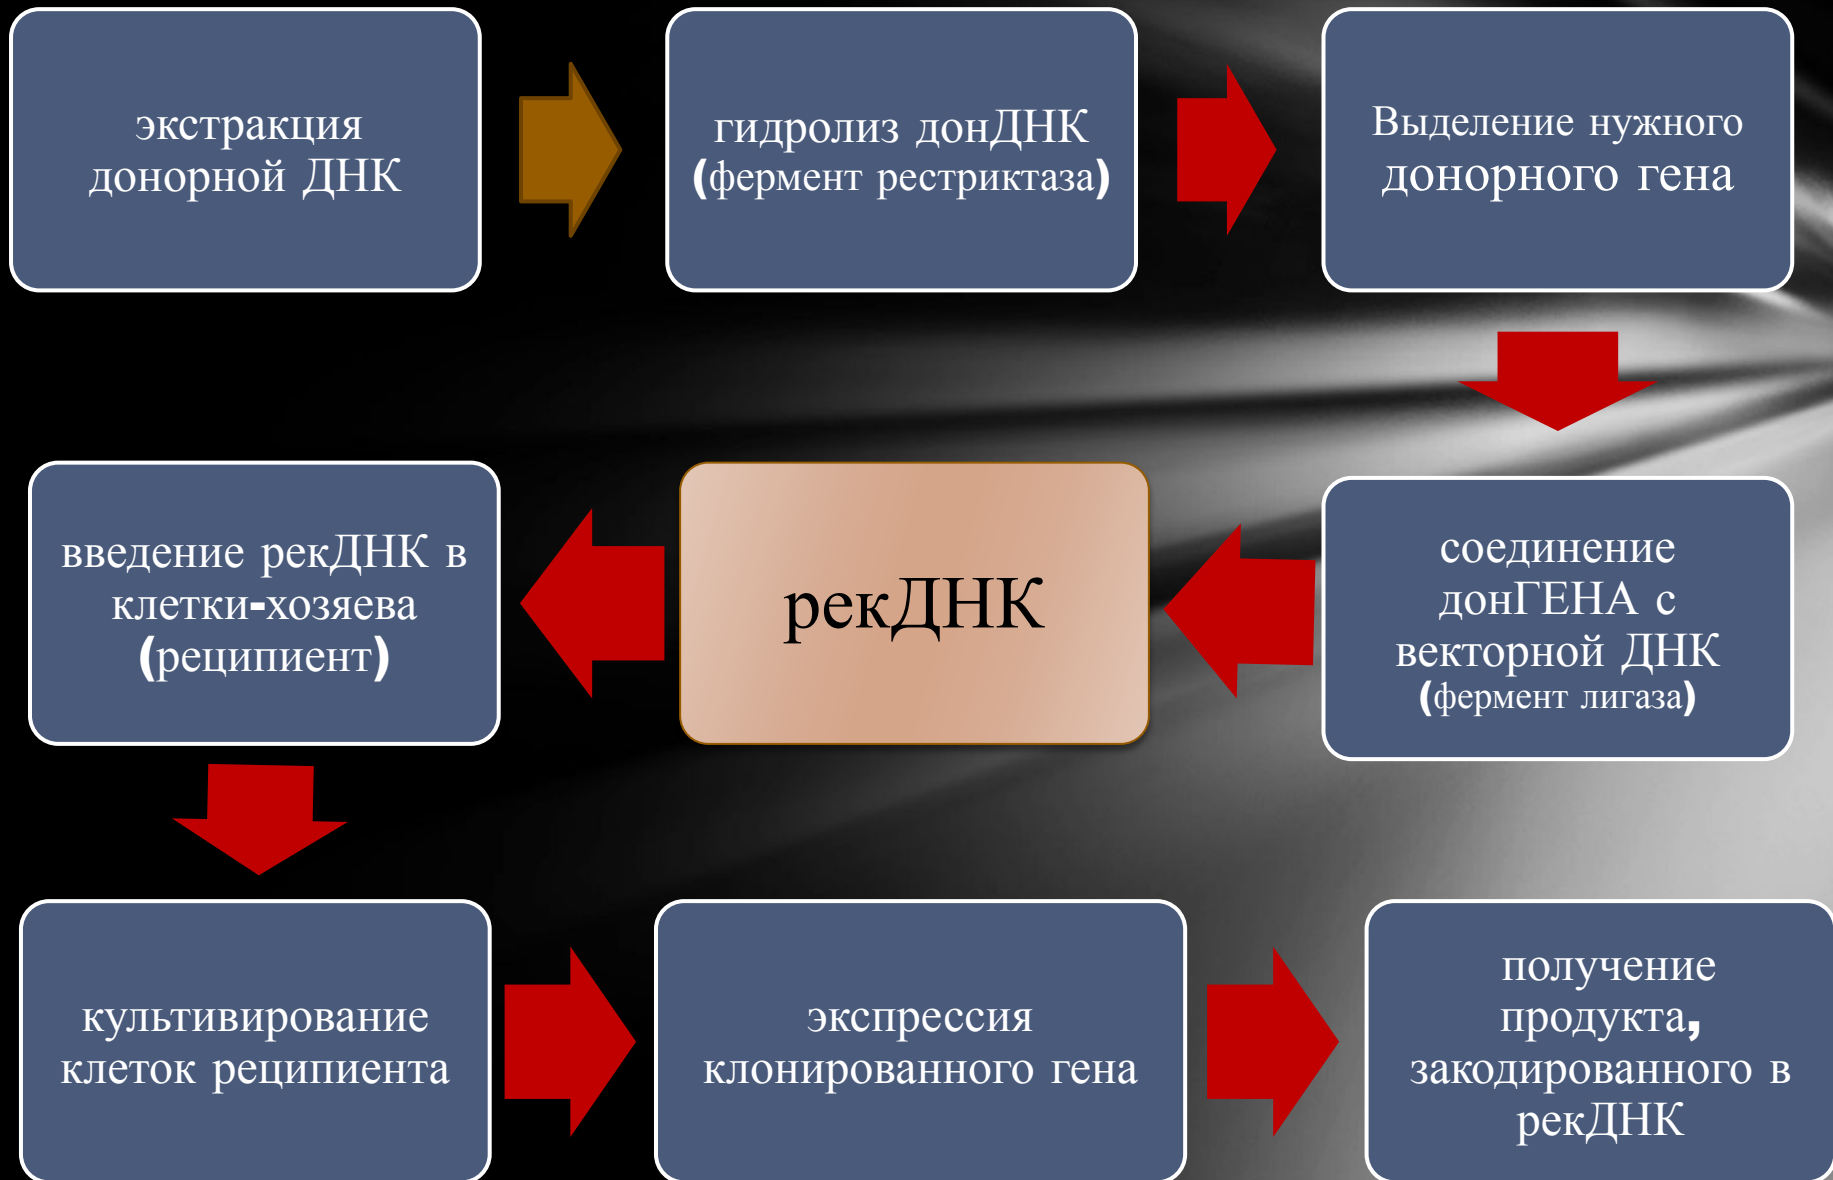 экстракция
донорной ДНК
гидролиз донДНК
(фермент рестриктаза)
Выделение нужного
донорного гена
соединение
донГЕНА с
векторной ДНК
(фермент лигаза)
рекДНК
введение рекДНК в
клетки-хозяева
(реципиент)
культивирование
клеток реципиента
экспрессия
клонированного гена
получение
продукта,
закодированного в
рекДНК